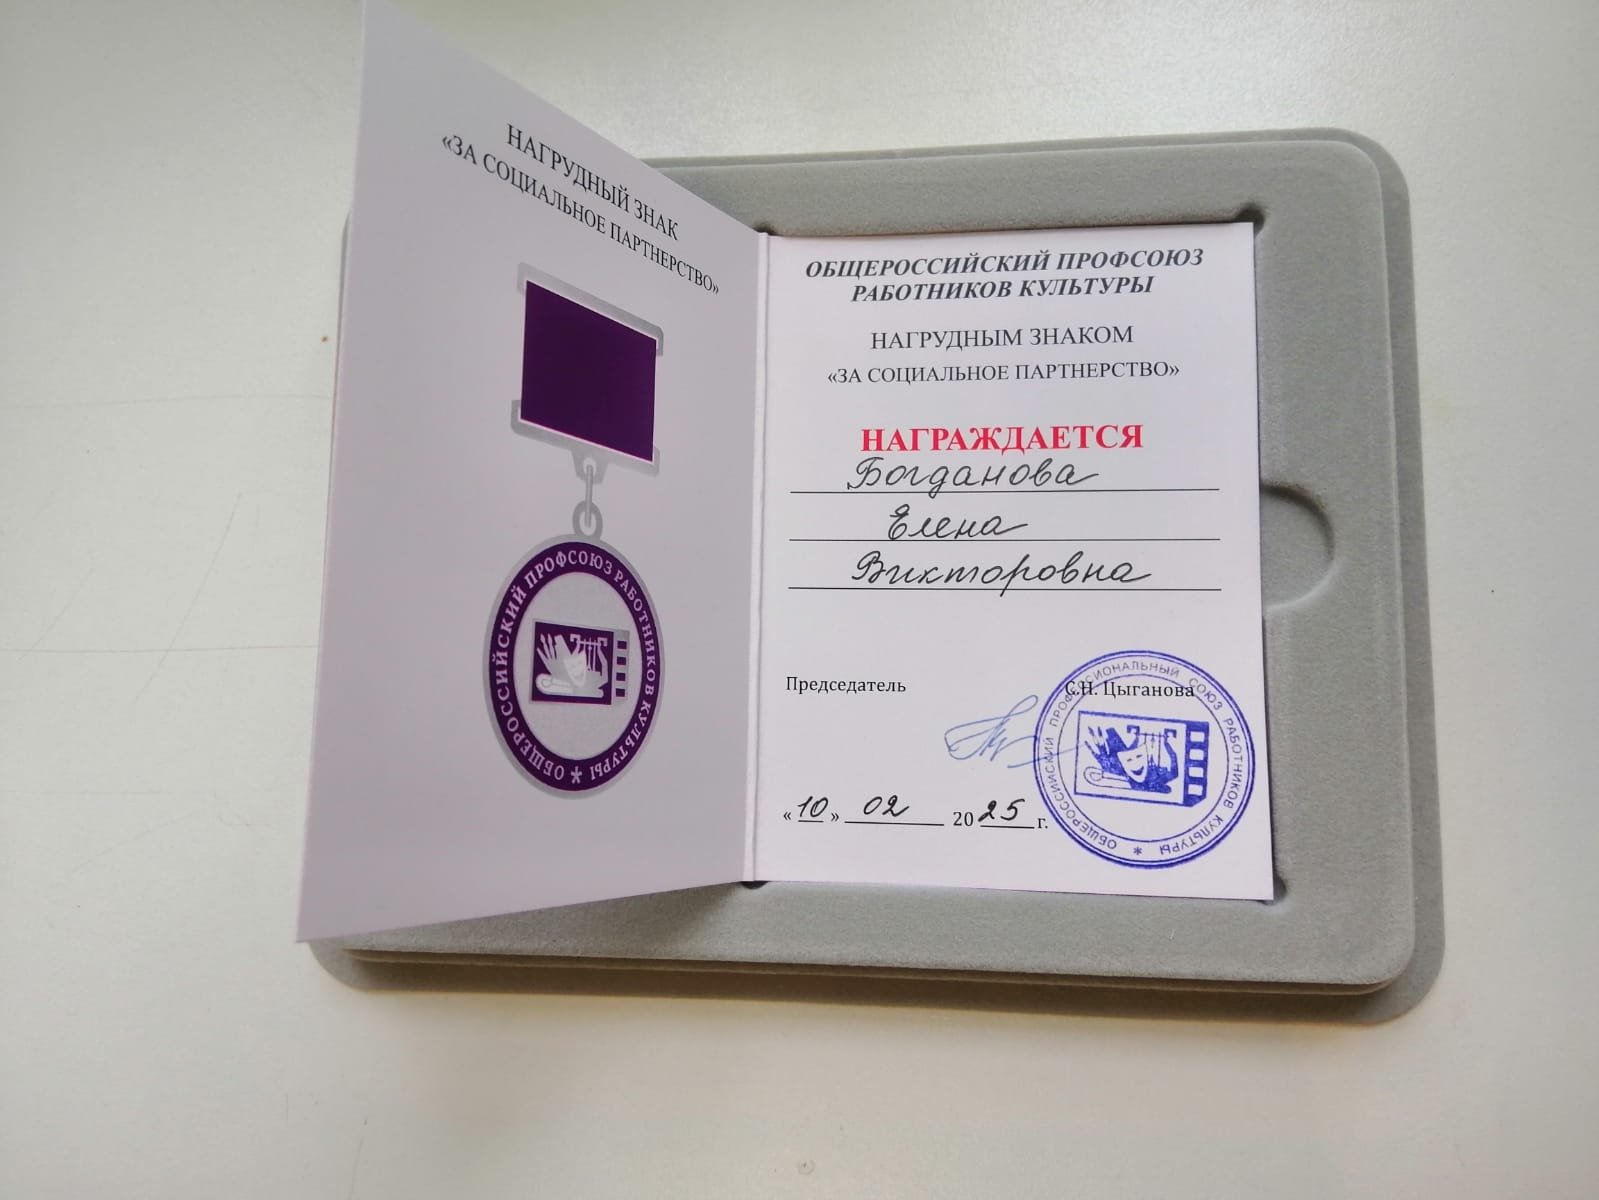 НАГРУДНЫЙ ЗНАК
«ЗА СОЦИАЛЬНОЕ ПАРТНЕРСТВО»
ОБЩЕРОССИЙСКИЙ ПРОФСОЮЗ РАБОТНИКОВ КУЛЬТУРЫ *
ОБЩЕРОССИЙСКИЙ ПРОФСОЮЗ
РАБОТНИКОВ КУЛЬТУРЫ
НАГРУДНЫМ ЗНАКОМ
«ЗА СОЦИАЛЬНОЕ ПАРТНЕРСТВО»
НАГРАЖДАЕТСЯ
Богданова
Елена
Викторовна
Председатель С.Н. Цыганова
«10» 02 2025 г.
ОБЩЕРОССИЙСКИЙ ПРОФЕССИОНАЛЬНЫЙ СОЮЗ РАБОТНИКОВ КУЛЬТУРЫ *